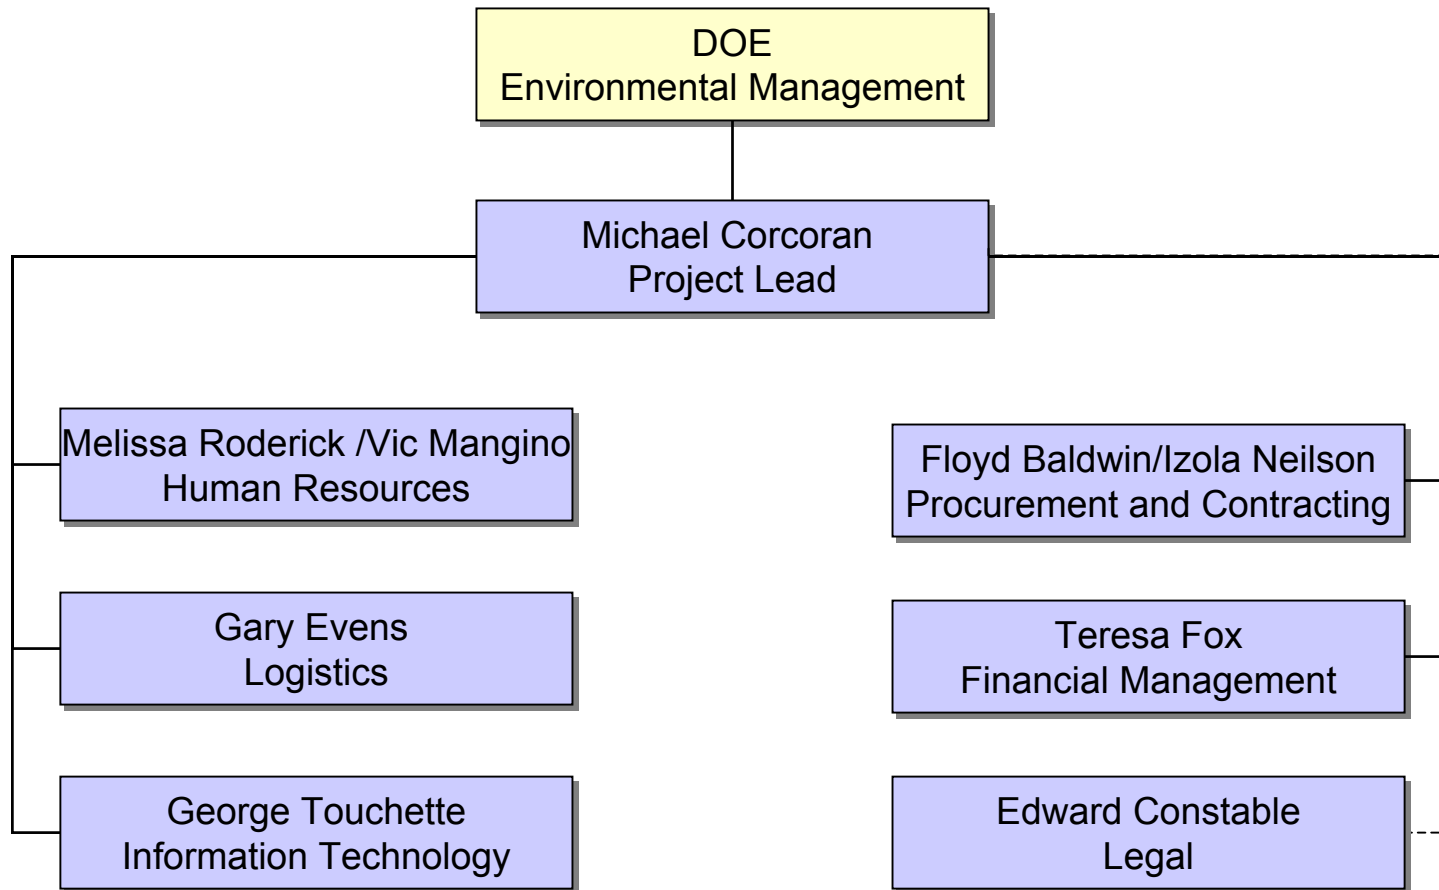 DOE
Environmental Management
Michael Corcoran
Project Lead
Melissa Roderick /Vic Mangino
Human Resources
Floyd Baldwin/Izola Neilson
Procurement and Contracting
Gary Evens
Logistics
Teresa Fox
Financial Management
George Touchette
Information Technology
Edward Constable
Legal